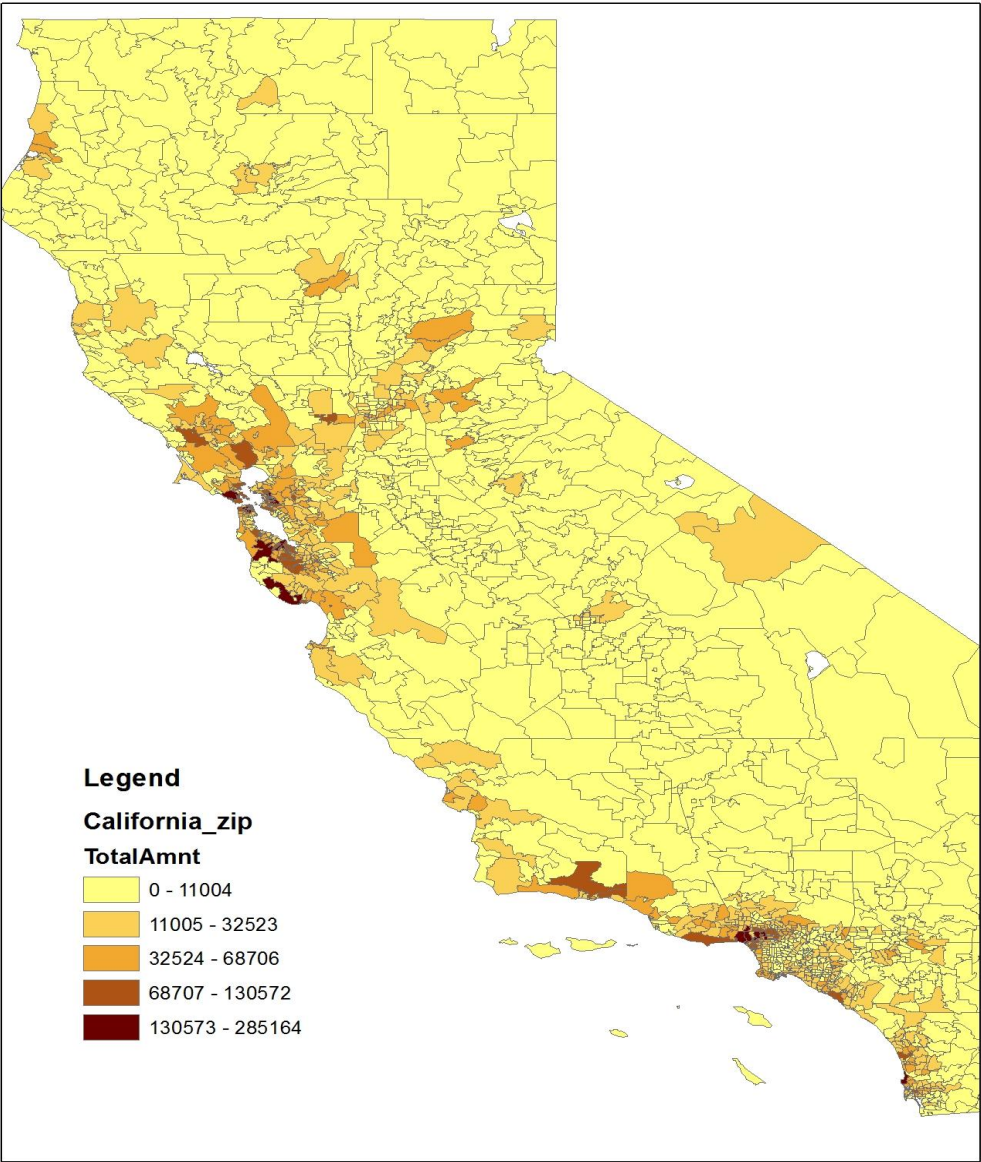 Legend
California_zip
TotalAmnt
0 - 11004
11005 - 32523
32524 - 68706
68707 - 130572
130573 - 285164